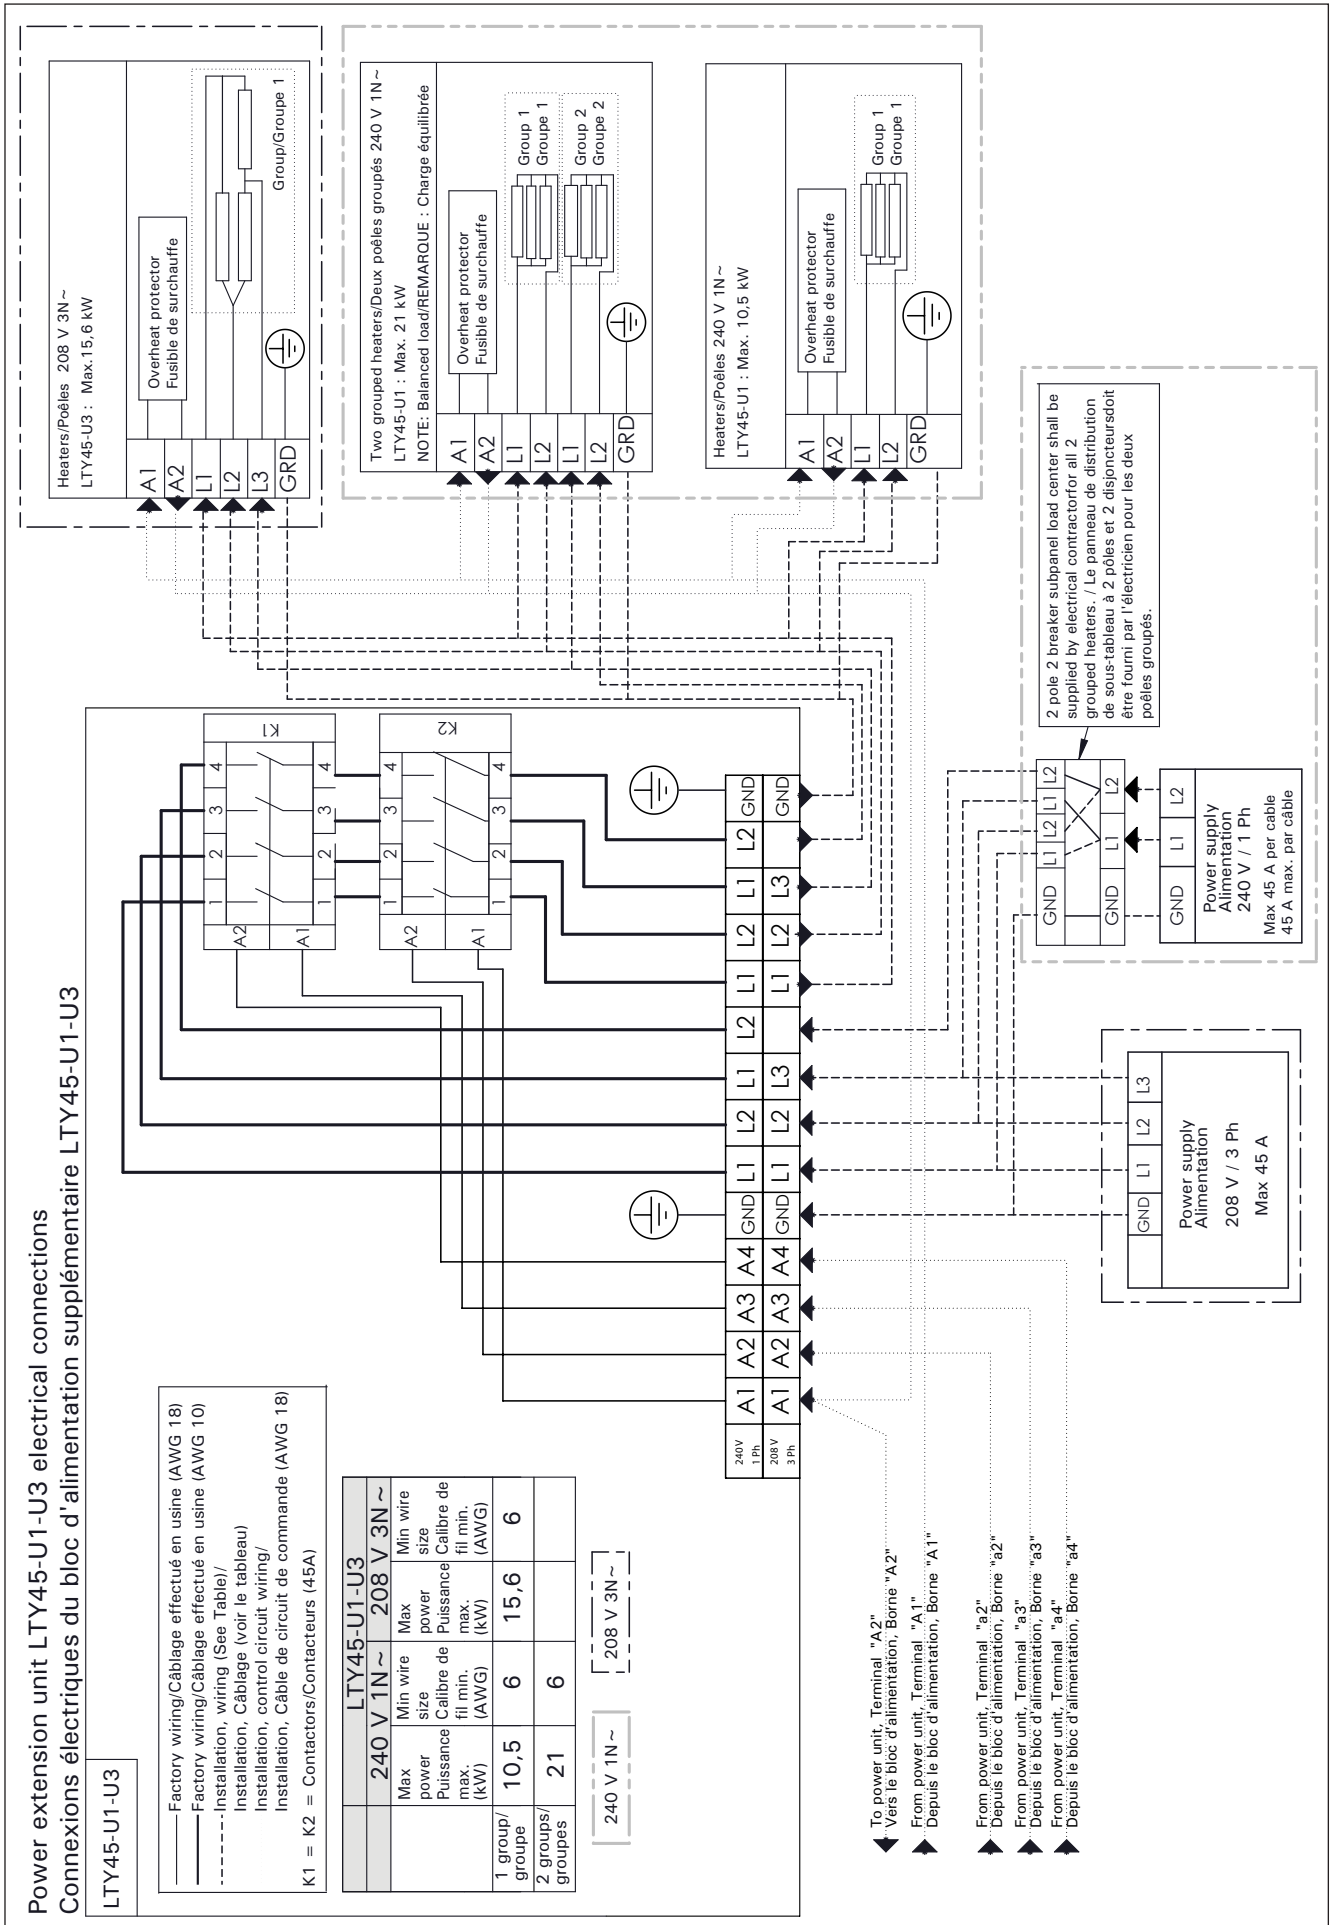 Power extension unit LTY45-U1-U3 electrical connections
Connexions électriques du bloc d'alimentation supplémentaire LTY45-U1-U3
LTY45-U1-U3
Factory wiring/Câblage effectué en usine (AWG 18)
Factory wiring/Câblage effectué en usine (AWG 10)
Installation, wiring (See Table)/
Installation, Câblage (voir le tableau)
Installation, control circuit wiring/
Installation, Câble de circuit de commande (AWG 18)
K1 = K2 = Contactors/Contacteurs (45A)
LTY45-U1-U3
240 V 1N~ 208 V 3N~
Max
power
Puissance
max.
(kW)
Min wire
size
Calibre de
fil min.
(AWG)
Max
power
Puissance
max.
(kW)
Min wire
size
Calibre de
fil min.
(AWG)
1 group/
groupe
10,5
6
15,6
6
2 groups/
groupes
21
6
240 V 1N~
208 V 3N~
K1
1 2 3 4
A2
A1
1 2 3 4
K2
1 2 3 4
A2
A1
1 2 3 4
240V
1 Ph
A1 A2 A3 A4 GND L1 L2 L1 L2 L1 L2 L1 L2 GND
208V
3 Ph
A1 A2 A3 A4 GND L1 L2 L3 L1 L2 L3 GND
To power unit, Terminal "A2"
Vers le bloc d'alimentation, Borne "A2"
From power unit, Terminal "A1"
Depuis le bloc d'alimentation, Borne "A1"
From power unit, Terminal "a2"
Depuis le bloc d'alimentation, Borne "a2"
From power unit, Terminal "a3"
Depuis le bloc d'alimentation, Borne "a3"
From power unit, Terminal "a4"
Depuis le bloc d'alimentation, Borne "a4"
GND L1 L2 L3
Power supply
Alimentation
208 V / 3 Ph
Max 45 A
GND L1 L2 L1 L2
GND L1 L2
GND L1 L2
Power supply
Alimentation
240 V / 1 Ph
Max 45 A per cable
45 A max. par câble
2 pole 2 breaker subpanel load center shall be
supplied by electrical contractorfor all 2
grouped heaters. / Le panneau de distribution
de sous-tableau à 2 pôles et 2 disjoncteursdoit
être fourni par l'électricien pour les deux
poêles groupés.
Heaters/Poêles 208 V 3N~
LTY45-U3 : Max.15,6 kW
A1
A2
L1
L2
L3
GRD
Overheat protector
Fusible de surchauffe
Group/Groupe 1
Two grouped heaters/Deux poêles groupés 240 V 1N~
LTY45-U1 : Max. 21 kW
NOTE: Balanced load/REMARQUE : Charge équilibrée
A1
A2
L1
L2
L1
L2
GRD
Overheat protector
Fusible de surchauffe
Group 1
Groupe 1
Group 2
Groupe 2
Heaters/Poêles 240 V 1N~
LTY45-U1 : Max. 10,5 kW
A1
A2
L1
L2
GRD
Overheat protector
Fusible de surchauffe
Group 1
Groupe 1